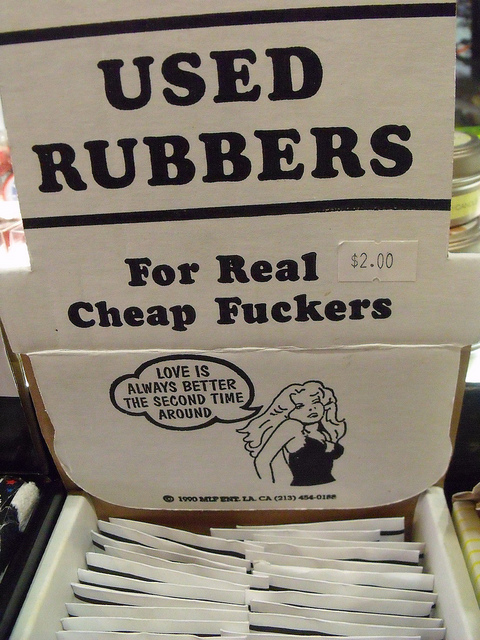 USED
RUBBERS
For Real
$2.00
Cheap Fuckers
LOVE IS
ALWAYS BETTER
THE SECOND TIME
AROUND
© 1990 MLP ENT. LA. CA (213)